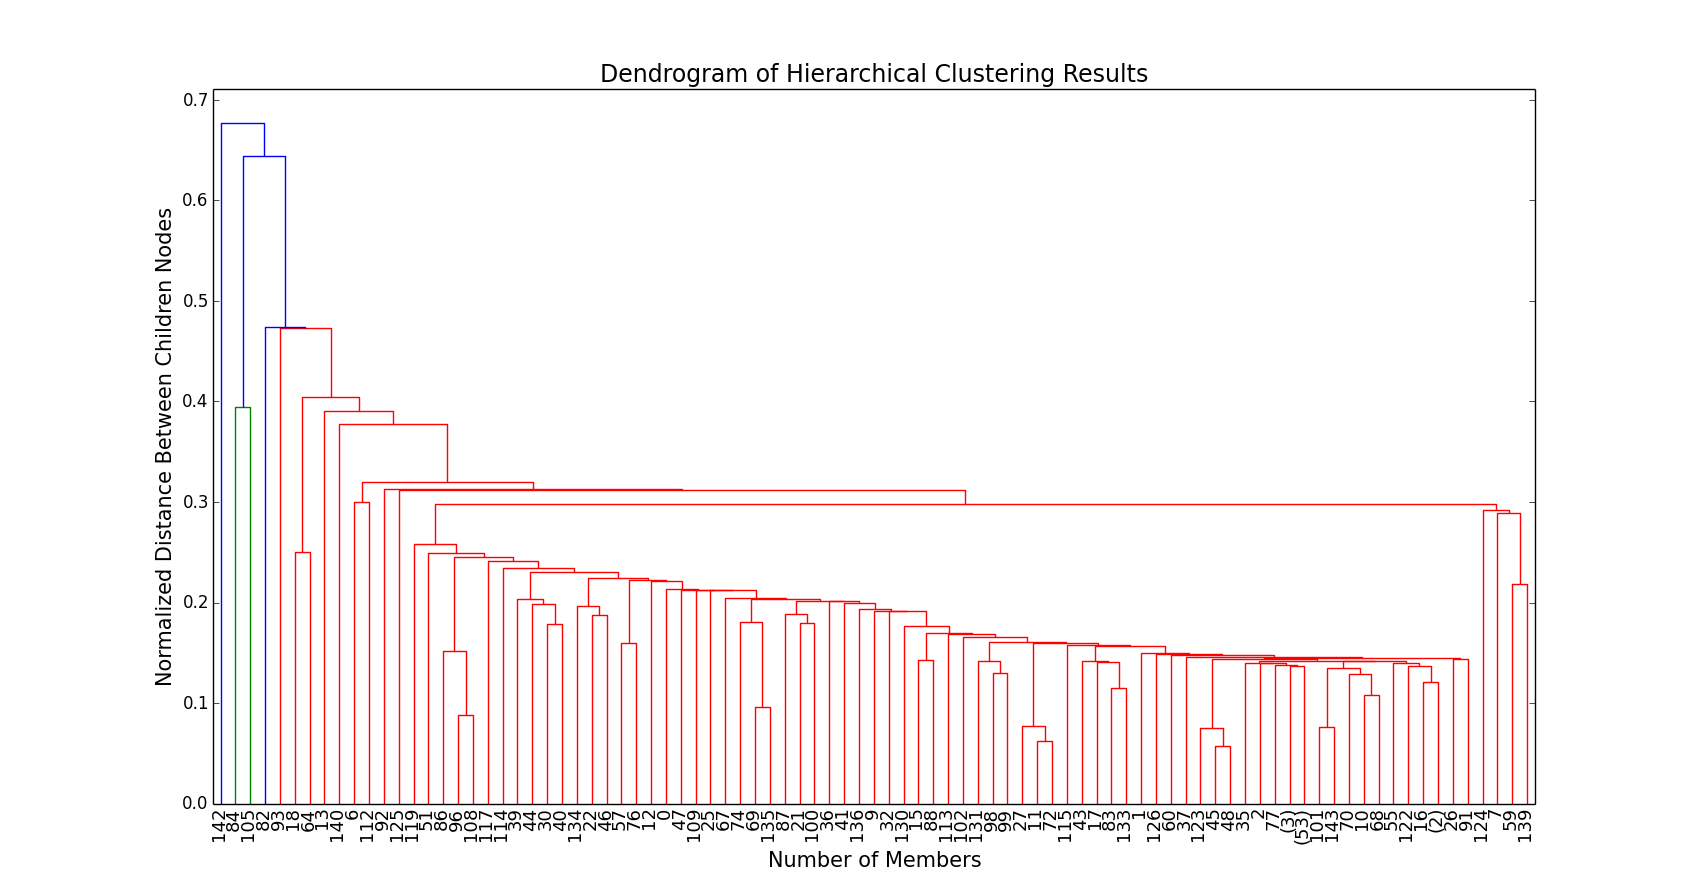 Dendrogram of Hierarchical Clustering Results
Normalized Distance Between Children Nodes
0.7
0.6
0.5
0.4
0.3
0.2
0.1
0.0
142 84 105 82 93 18 64 13 140 6 112 92 125 119 51 86 96 108 117 114 39 44 30 40 134 22 46 57 76 12 0 47 109 25 67 74 69 135 87 21 100 36 41 136 9 32 130 15 88 113 102 131 98 99 27 11 72 115 43 17 83 133 1 126 60 37 123 45 48 35 2 77 (3) (53) 101 143 70 10 68 55 122 16 (2) 26 91 124 7 59 139
Number of Members